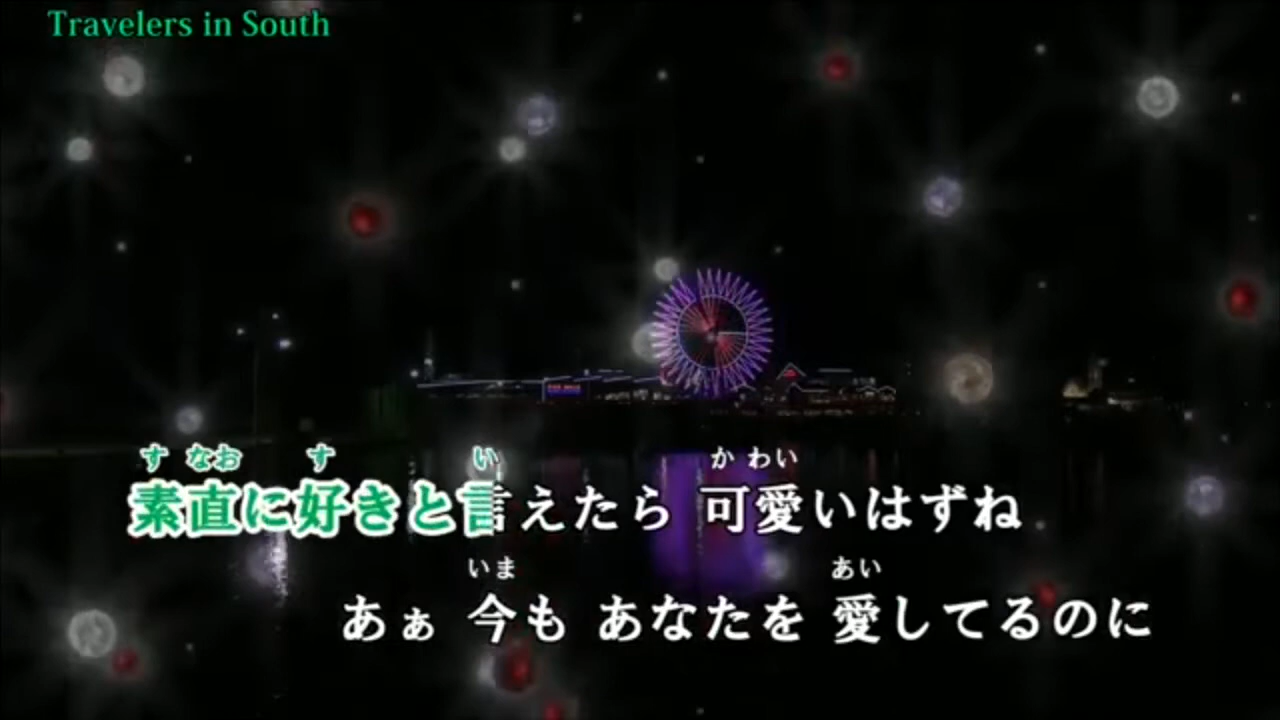 Travelers in South
す なお す い か わい
素直に好きと言えたら 可愛いはずね
いま あい
あぁ 今も あなたを 愛してるのに